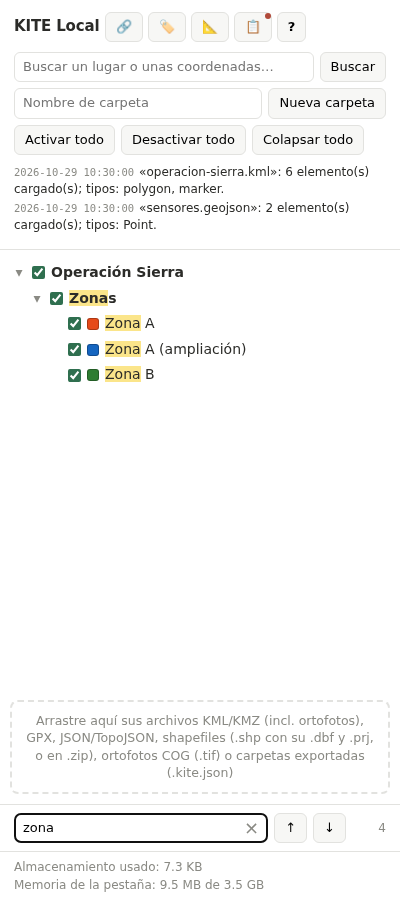 KITE Local
?
Buscar un lugar o unas coordenadas...
Buscar
Nombre de carpeta
Nueva carpeta
Activar todo
Desactivar todo
Colapsar todo
2026-10-29 10:30:00 «operacion-sierra.kml»: 6 elemento(s)
cargado(s); tipos: polygon, marker.
2026-10-29 10:30:00 «sensores.geojson»: 2 elemento(s)
cargado(s); tipos: Point.
Operación Sierra
Zonas
Zona A
Zona A (ampliación)
Zona B
Arrastre aquí sus archivos KML/KMZ (incl. ortofotos),
GPX, JSON/TopoJSON, shapefiles (.shp con su .dbf y .prj,
o en .zip), ortofotos COG (.tif) o carpetas exportadas
(.kite.json)
zona
4
Almacenamiento usado: 7.3 KB
Memoria de la pestaña: 9.5 MB de 3.5 GB